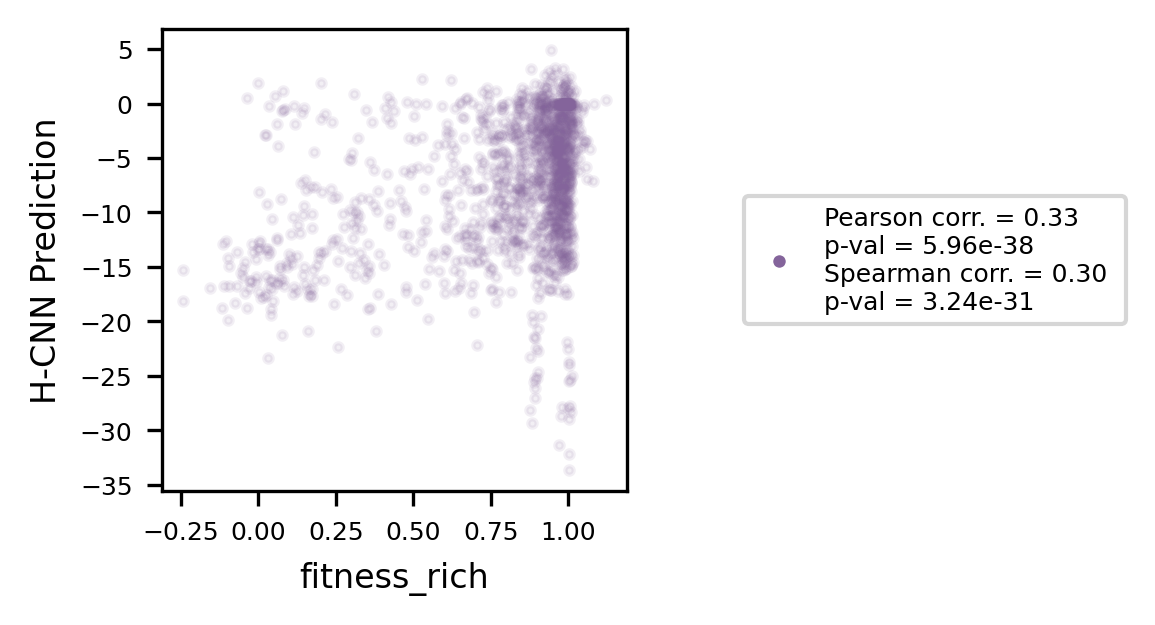 5
0
−5
−10
−15
−20
−25
−30
−35
H-CNN Prediction
−0.25 0.00 0.25 0.50 0.75 1.00
fitness_rich
Pearson corr. = 0.33
p-val = 5.96e-38
Spearman corr. = 0.30
p-val = 3.24e-31